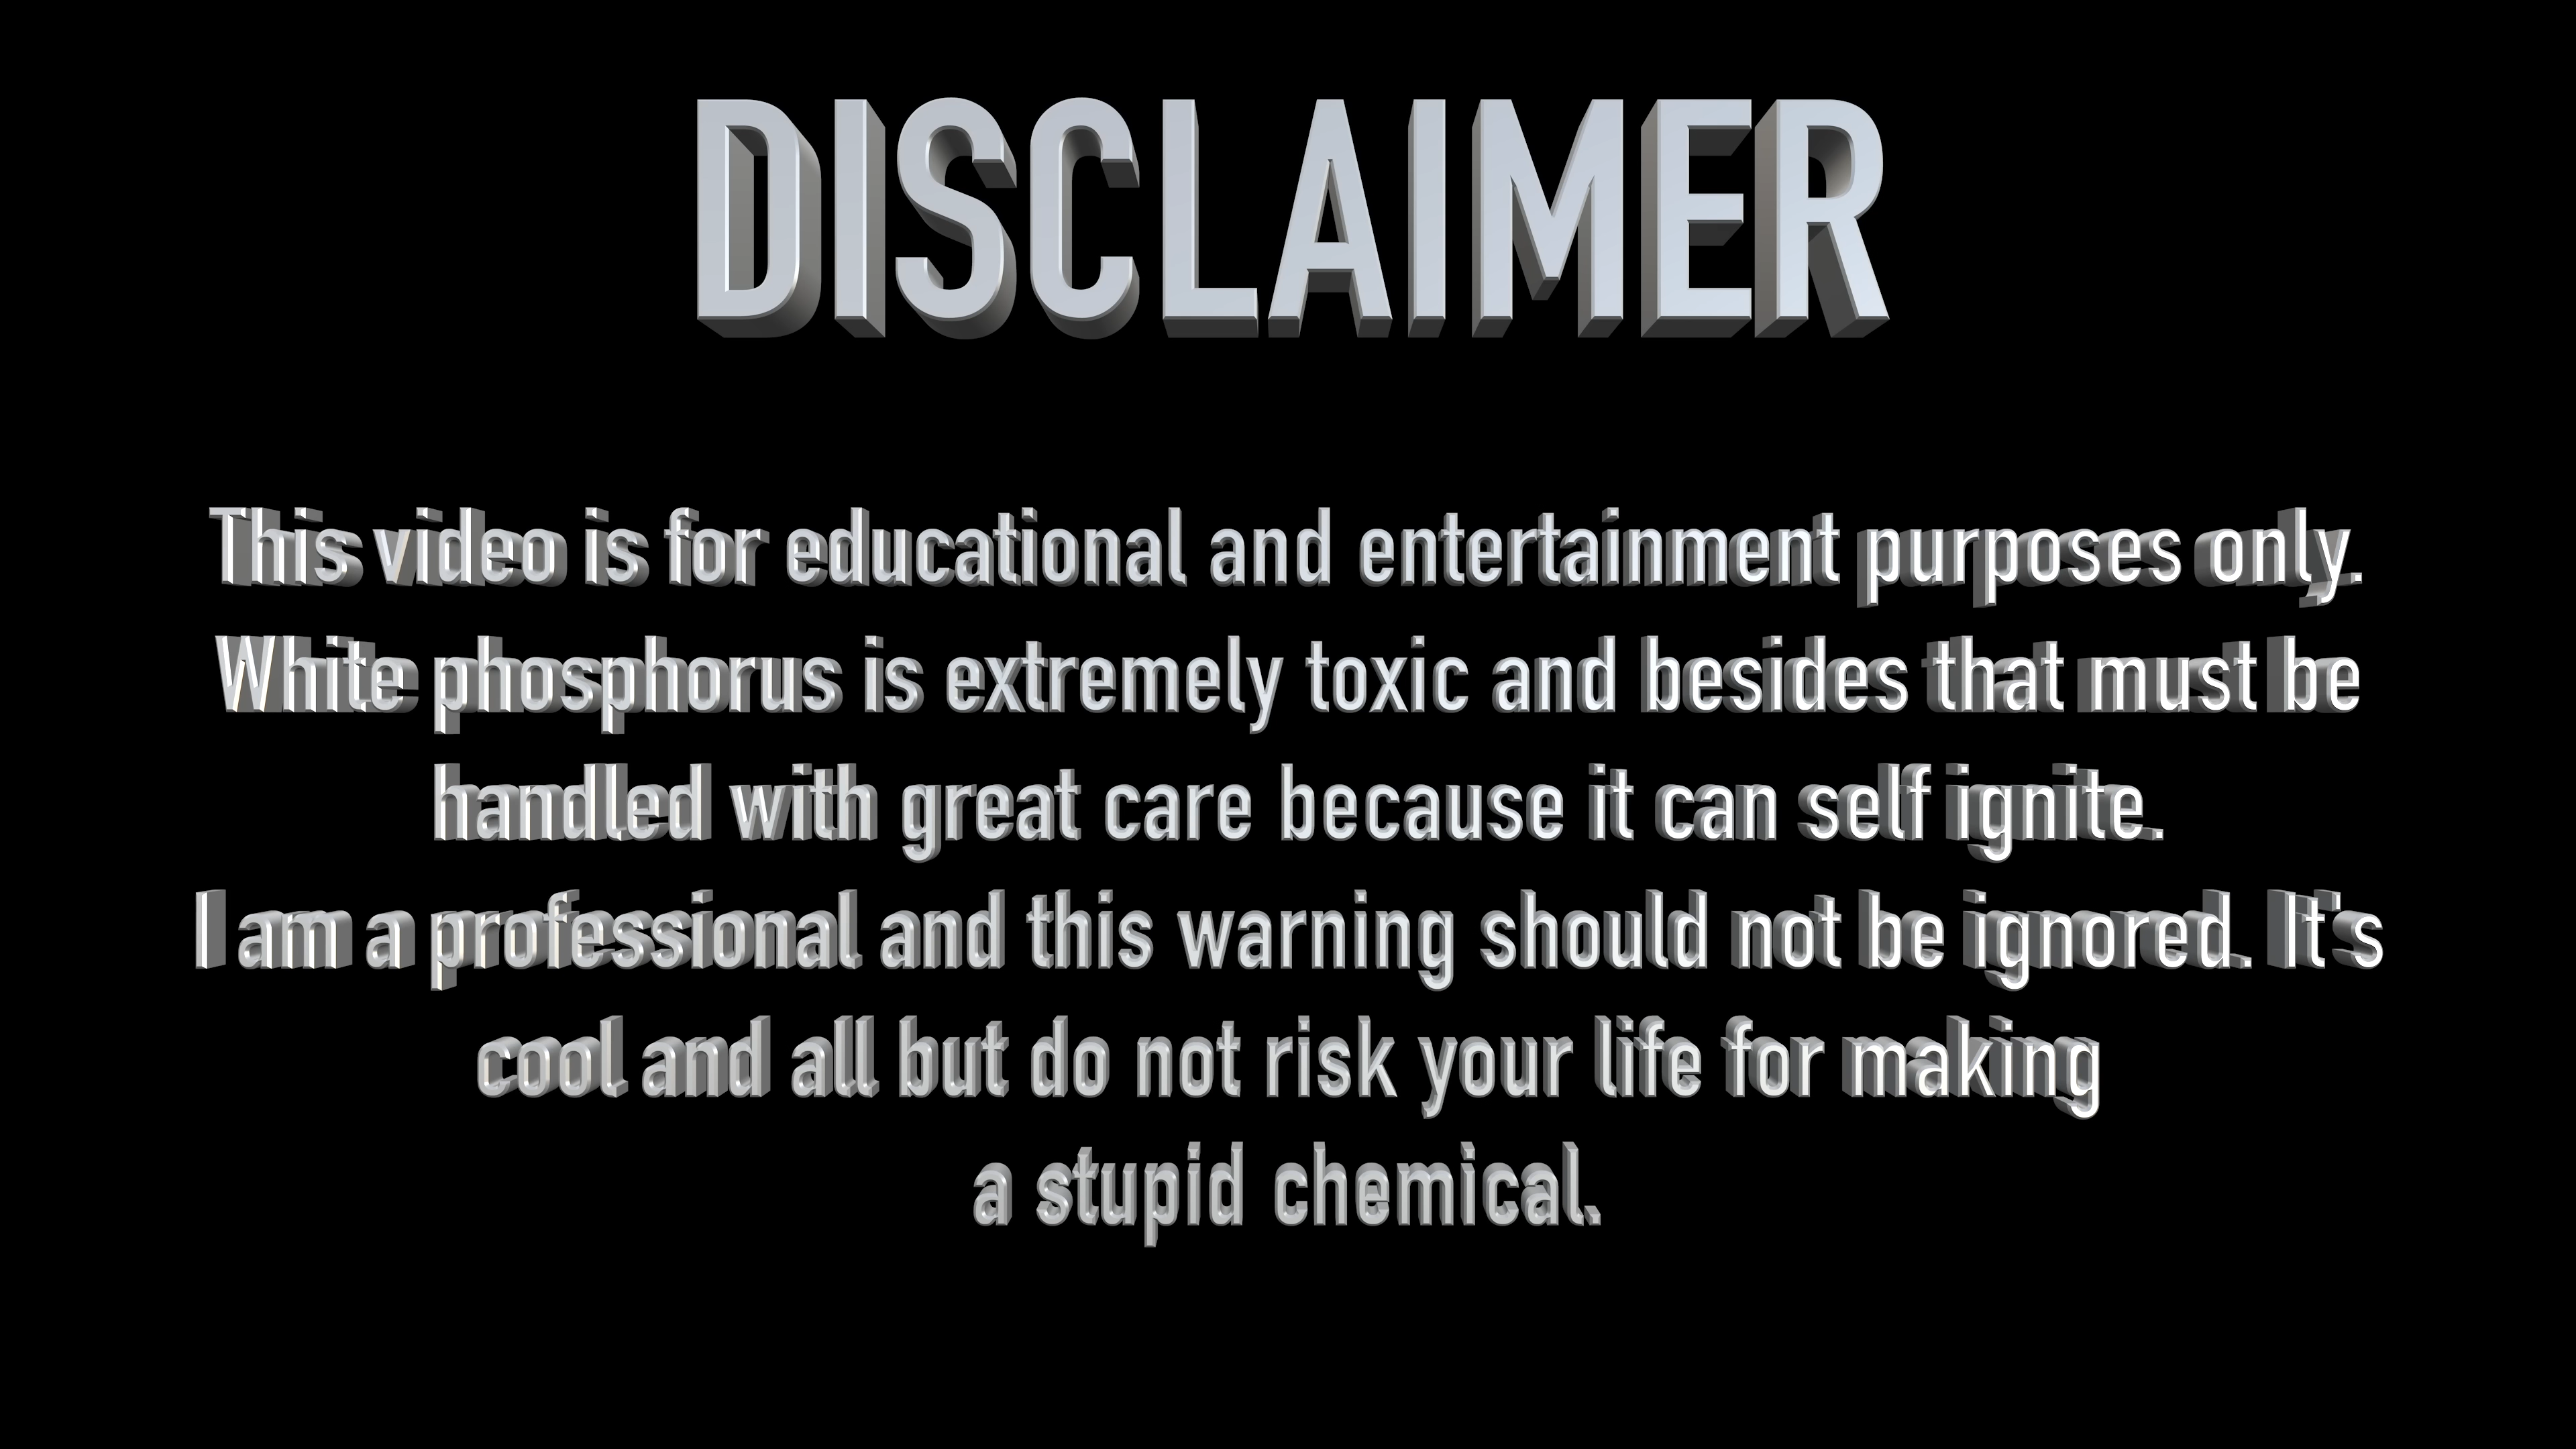 DISCLAIMER
This video is for educational and entertainment purposes only.
White phosphorus is extremely toxic and besides that must be
handled with great care because it can self ignite.
I am a professional and this warning should not be ignored. It's
cool and all but do not risk your life for making
a stupid chemical.